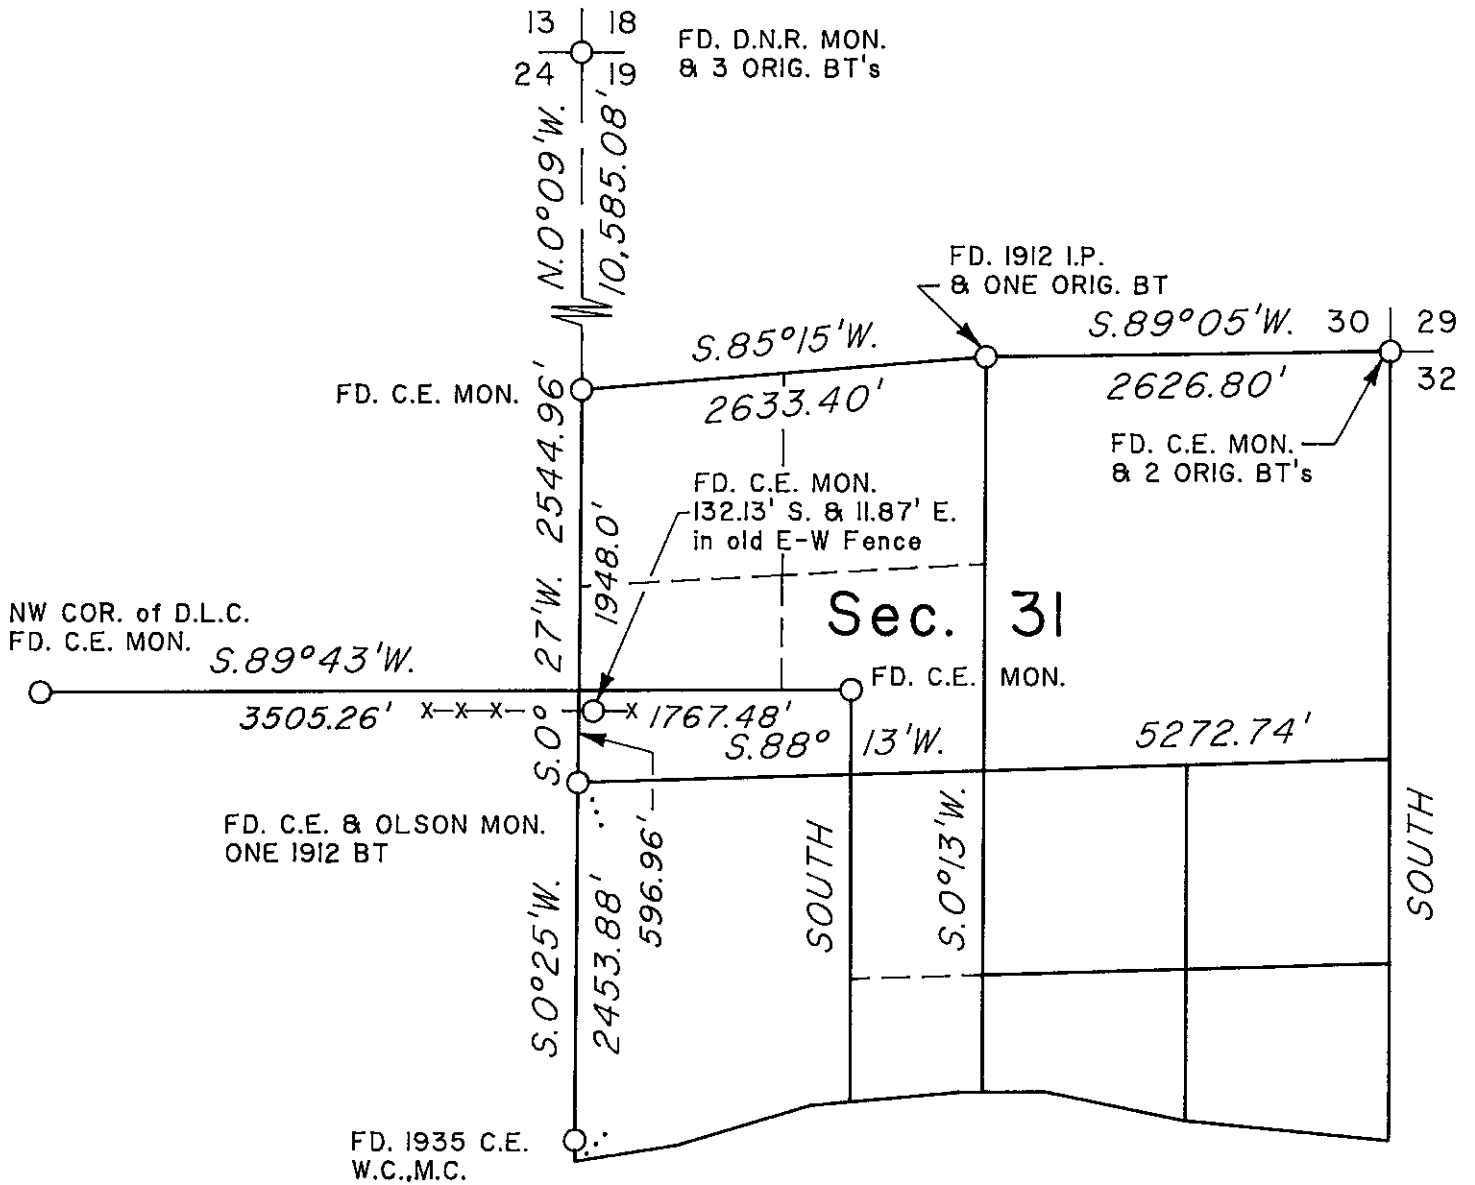 13 18
24 19
FD. D.N.R. MON.
& 3 ORIG. BT's
N.0°09'W.
10,585.08'
FD. 1912 I.P.
& ONE ORIG. BT
S.85°15'W.
2633.40'
S.89°05'W.
2626.80'
30 29
32
FD. C.E. MON.
FD. C.E. MON.
& 2 ORIG. BT's
S.0° 27'W. 2544.96'
1948.0'
FD. C.E. MON.
132.13' S. & 11.87' E.
in old E-W Fence
Sec. 31
NW COR. of D.L.C.
FD. C.E. MON.
S.89°43'W.
3505.26'
X-X-X- -X
1767.48'
FD. C.E. MON.
S.88° 13'W.
5272.74'
FD. C.E. & OLSON MON.
ONE 1912 BT
596.96'
S.0°25'W.
2453.88'
SOUTH
S.0°13'W.
SOUTH
FD. 1935 C.E.
W.C.,M.C.